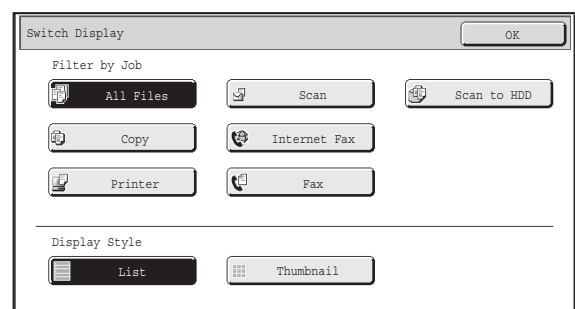 Switch Display OK
Filter by Job
All Files Scan Scan to HDD
Copy Internet Fax
Printer Fax
Display Style
List Thumbnail